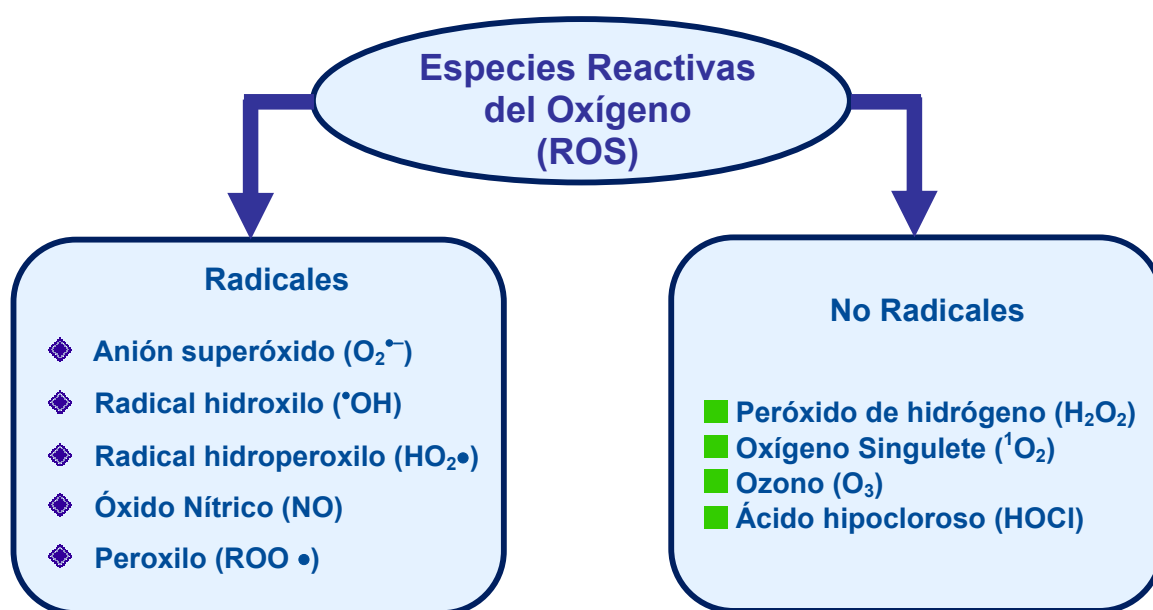 Especies Reactivas
del Oxígeno
(ROS)
Radicales
Anión superóxido (O₂•–)
Radical hidroxilo (•OH)
Radical hidroperoxilo (HO₂•)
Óxido Nítrico (NO)
Peroxilo (ROO •)
No Radicales
Peróxido de hidrógeno (H₂O₂)
Oxígeno Singulete (¹O₂)
Ozono (O₃)
Ácido hipocloroso (HOCl)